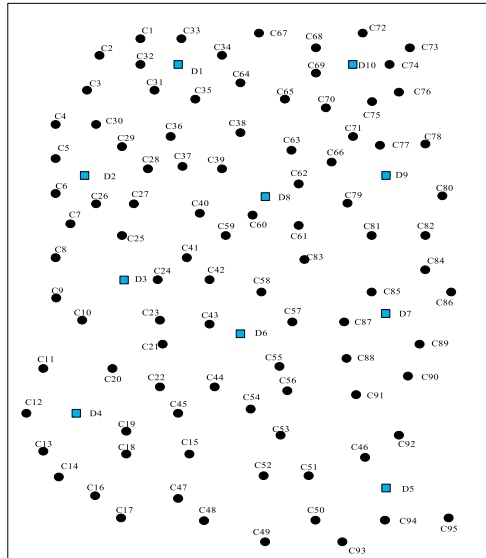 C1 C33 C67 C72
C2 C32 C34 C68 C73
D1 C69 D10 C74
C3 C31 C35 C64 C65 C70 C76
C75
C4 C30 C36 C38 C71
C29 C63 C77 C78
C5 C28 C37 C39 C66
D2 C62 D9
C6 C26 C27 D8 C79 C80
C7 C40 C60 C61
C25 C59 C81 C82
C8 C41 C83
D3 C24 C42 C84
C9 C58 C85 C86
C10 C23 C43 C57 C87 D7
C21 D6 C89
C11 C20 C55 C88
C22 C44 C56 C90
C12 D4 C45 C54 C91
C19 C53 C92
C13 C18 C15 C46
C14 C52 C51
C16 C47 D5
C17 C48 C50 C94 C95
C49 C93